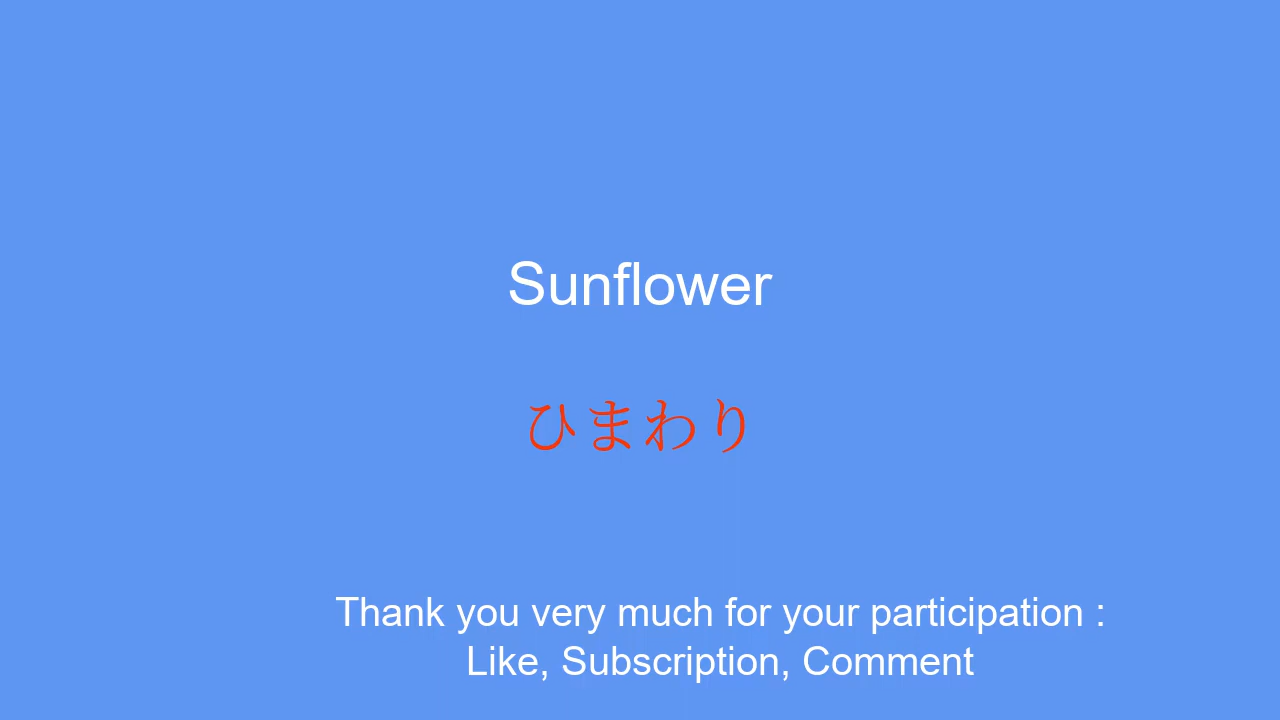 Sunflower
ひまわり
Thank you very much for your participation :
Like, Subscription, Comment